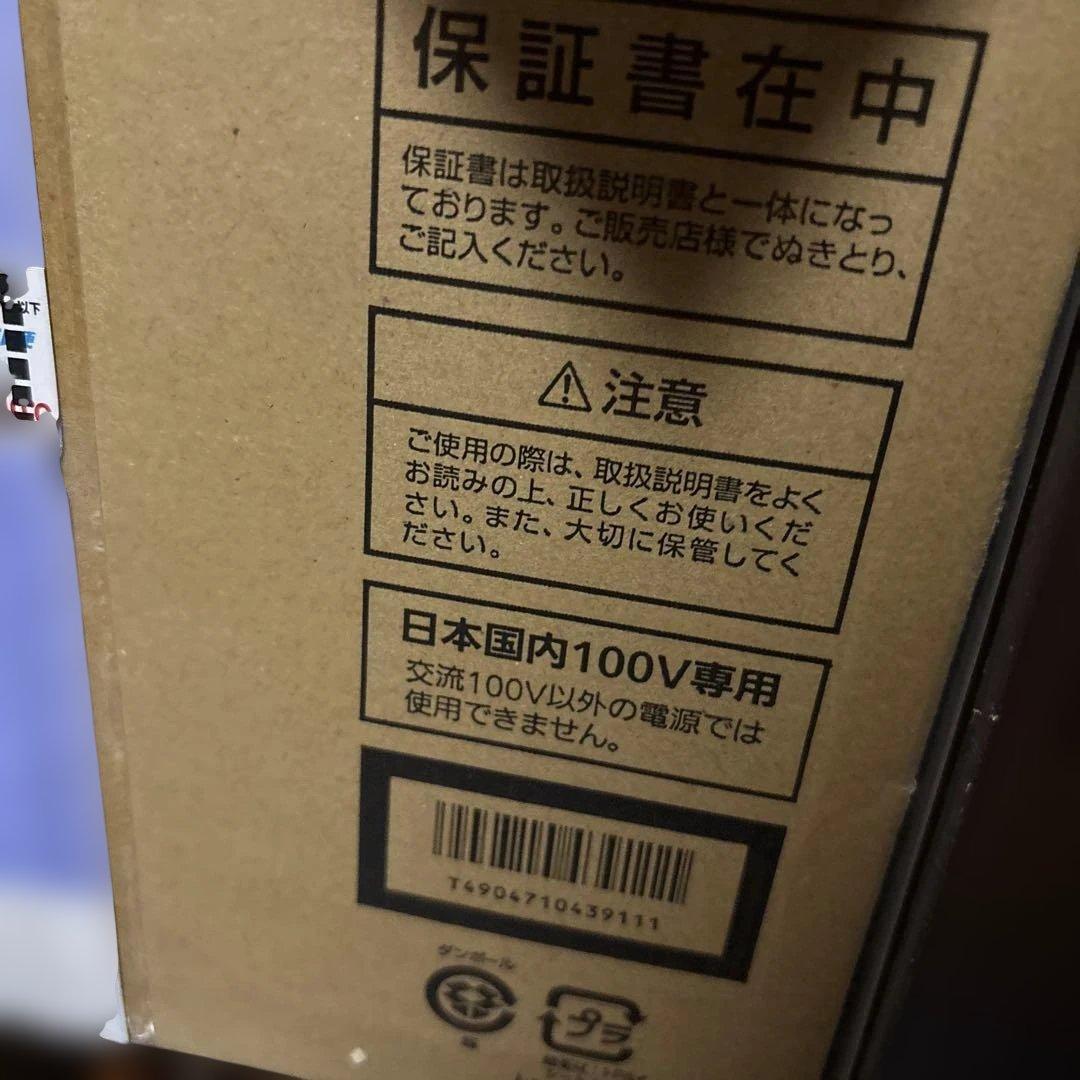 保証書在中
保証書は取扱説明書と一体になっ
ております。ご販売店様でぬきとり、
ご記入ください。
以下
注意
ご使用の際は、取扱説明書をよく
お読みの上、正しくお使いくだ
さい。また、大切に保管してく
ださい。
日本国内100V専用
交流100V以外の電源では
使用できません。
T4904710439111
ダンボール
プラ